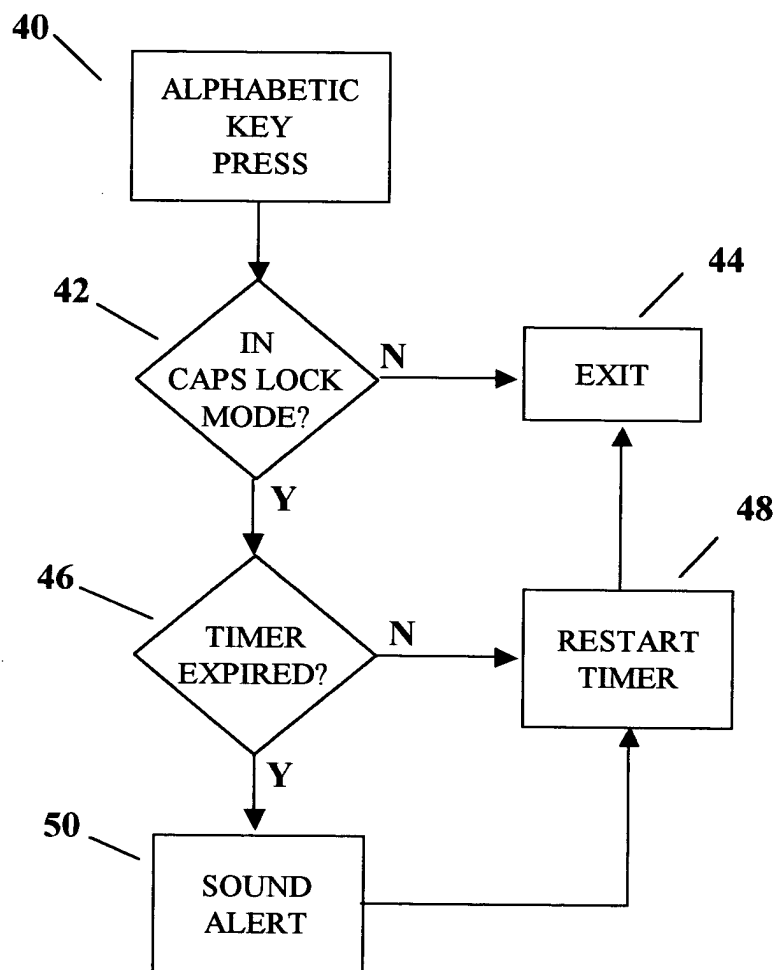 40
ALPHABETIC
KEY
PRESS
42
IN
CAPS LOCK
MODE?
N
44
EXIT
Y
46
TIMER
EXPIRED?
N
48
RESTART
TIMER
Y
50
SOUND
ALERT